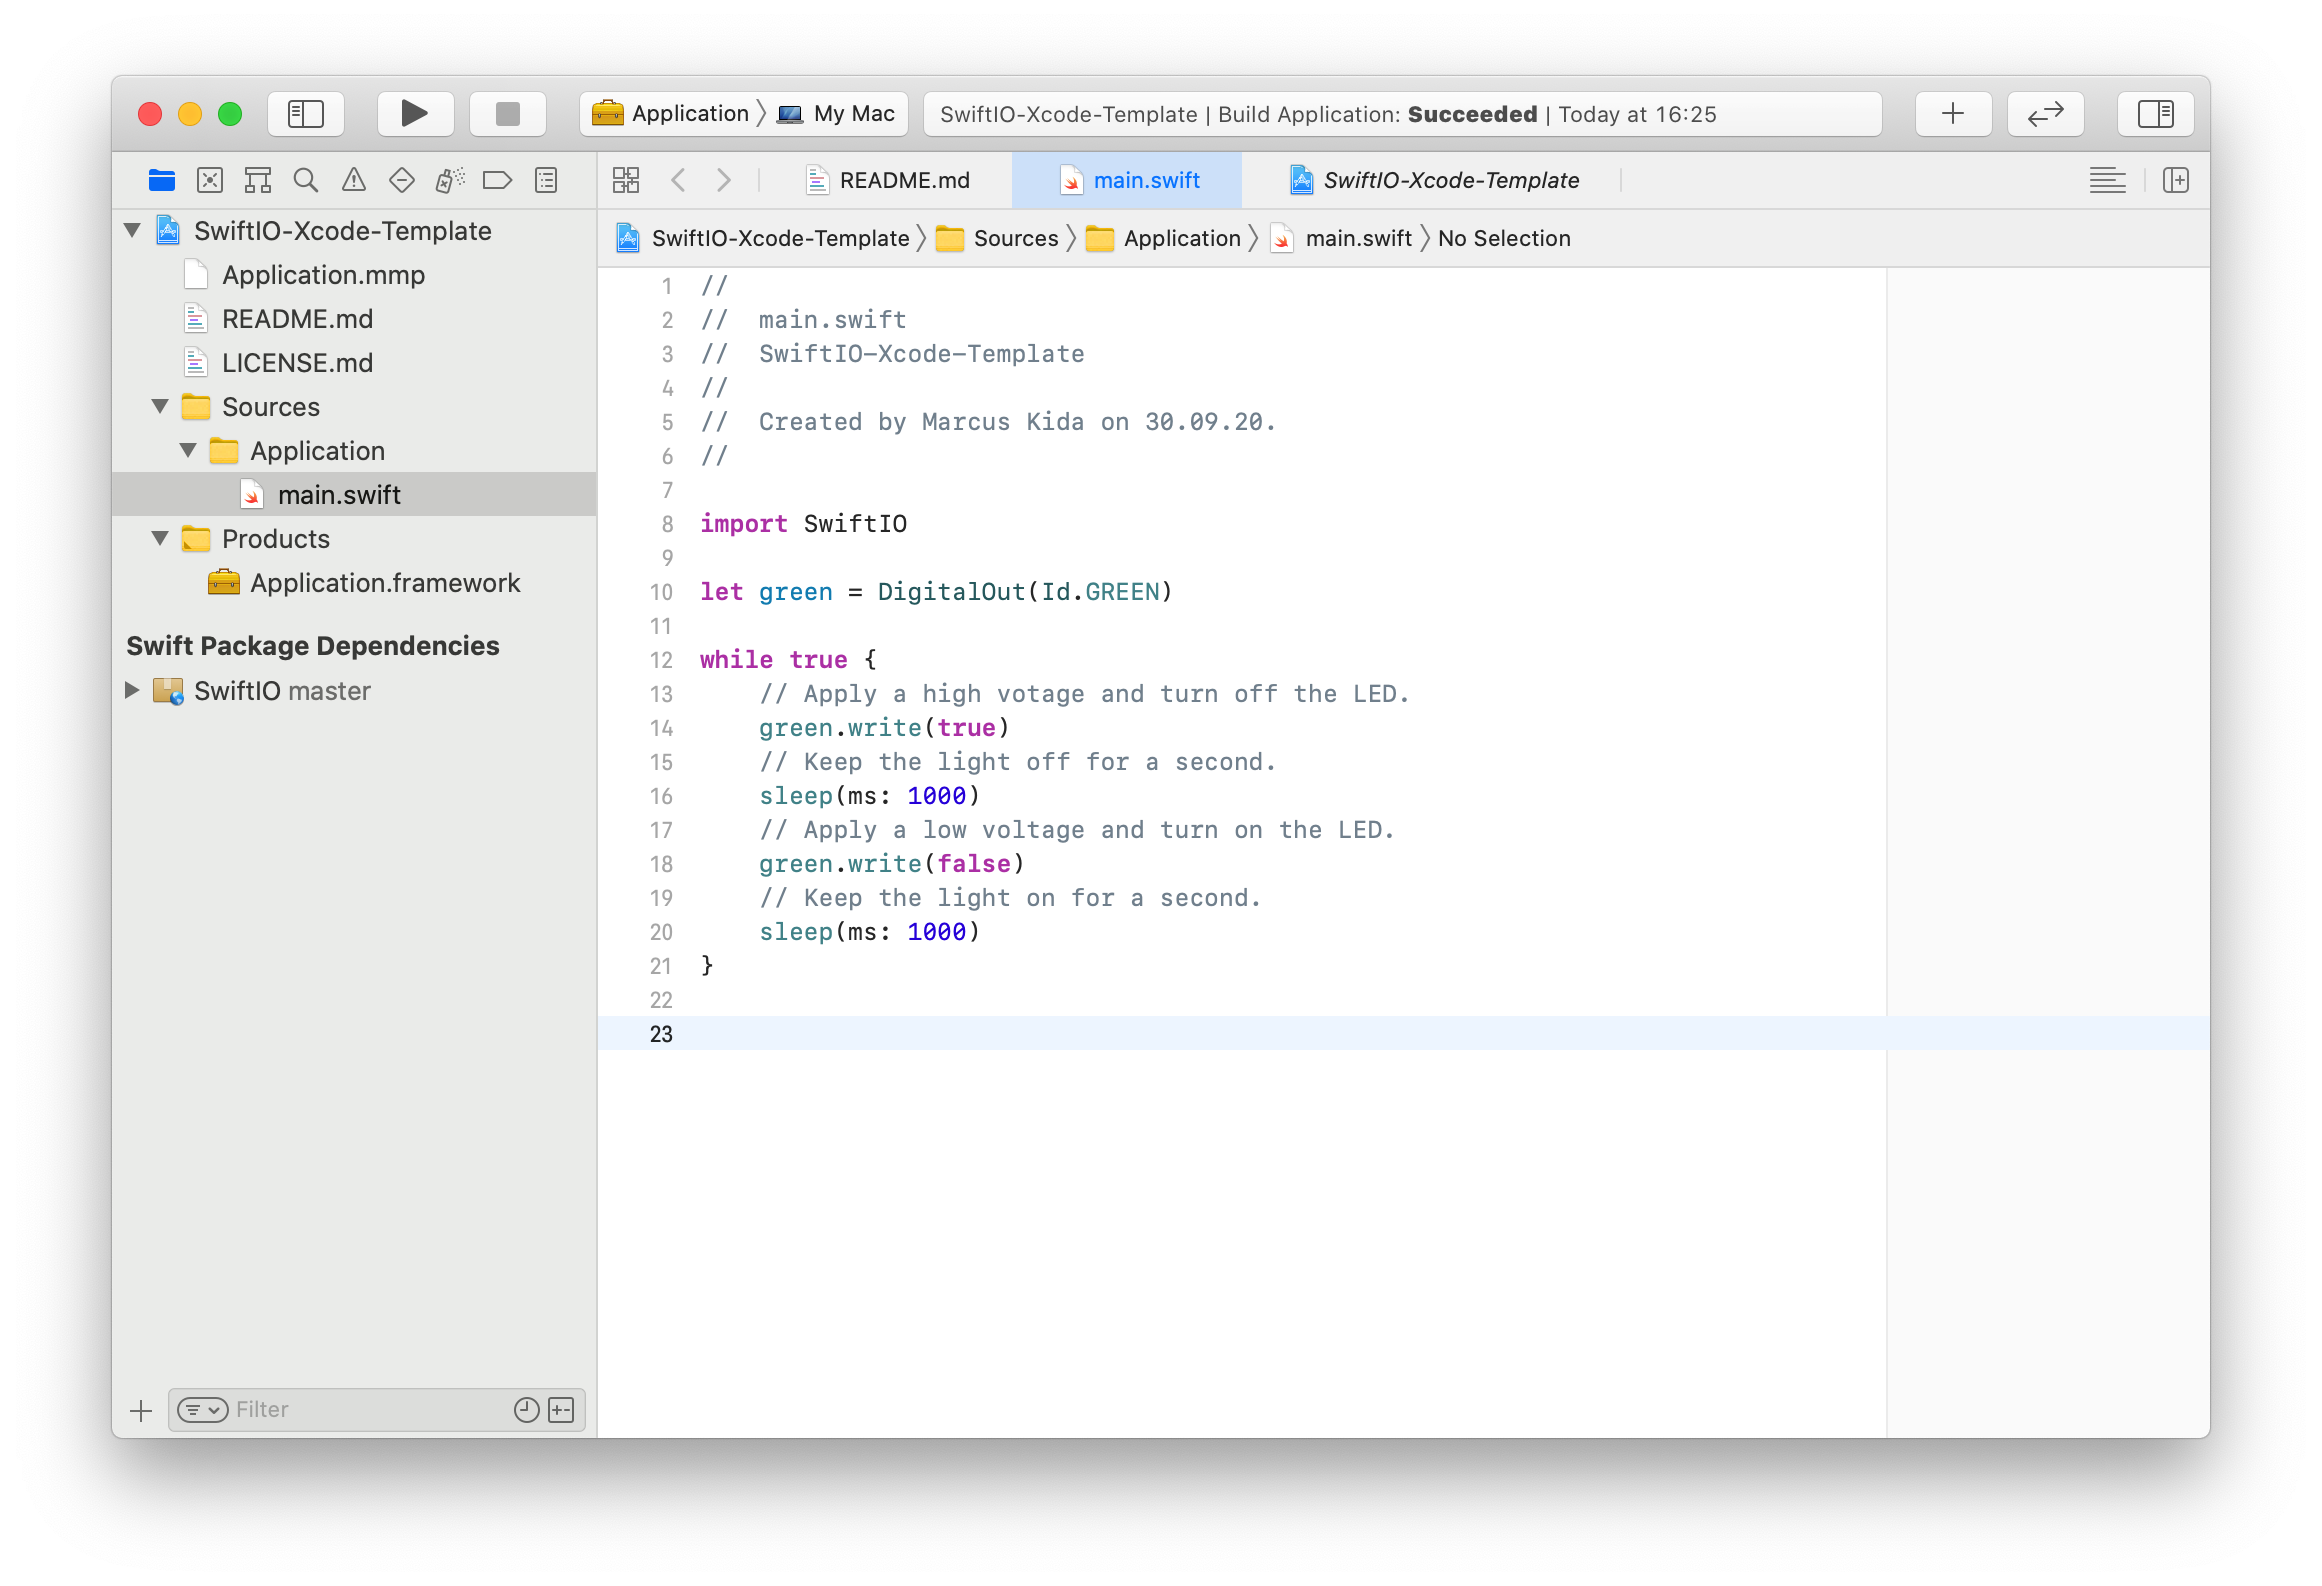 Application 〉 My Mac
SwiftIO-Xcode-Template | Build Application: Succeeded | Today at 16:25
README.md
main.swift
SwiftIO-Xcode-Template
SwiftIO-Xcode-Template 〉 Sources 〉 Application 〉 main.swift 〉 No Selection
SwiftIO-Xcode-Template
Application.mmp
README.md
LICENSE.md
Sources
Application
main.swift
Products
Application.framework
Swift Package Dependencies
SwiftIO master
Filter
1 //
2 //  main.swift
3 //  SwiftIO-Xcode-Template
4 //
5 //  Created by Marcus Kida on 30.09.20.
6 //
7
8 import SwiftIO
9
10 let green = DigitalOut(Id.GREEN)
11
12 while true {
13     // Apply a high votage and turn off the LED.
14     green.write(true)
15     // Keep the light off for a second.
16     sleep(ms: 1000)
17     // Apply a low voltage and turn on the LED.
18     green.write(false)
19     // Keep the light on for a second.
20     sleep(ms: 1000)
21 }
22
23